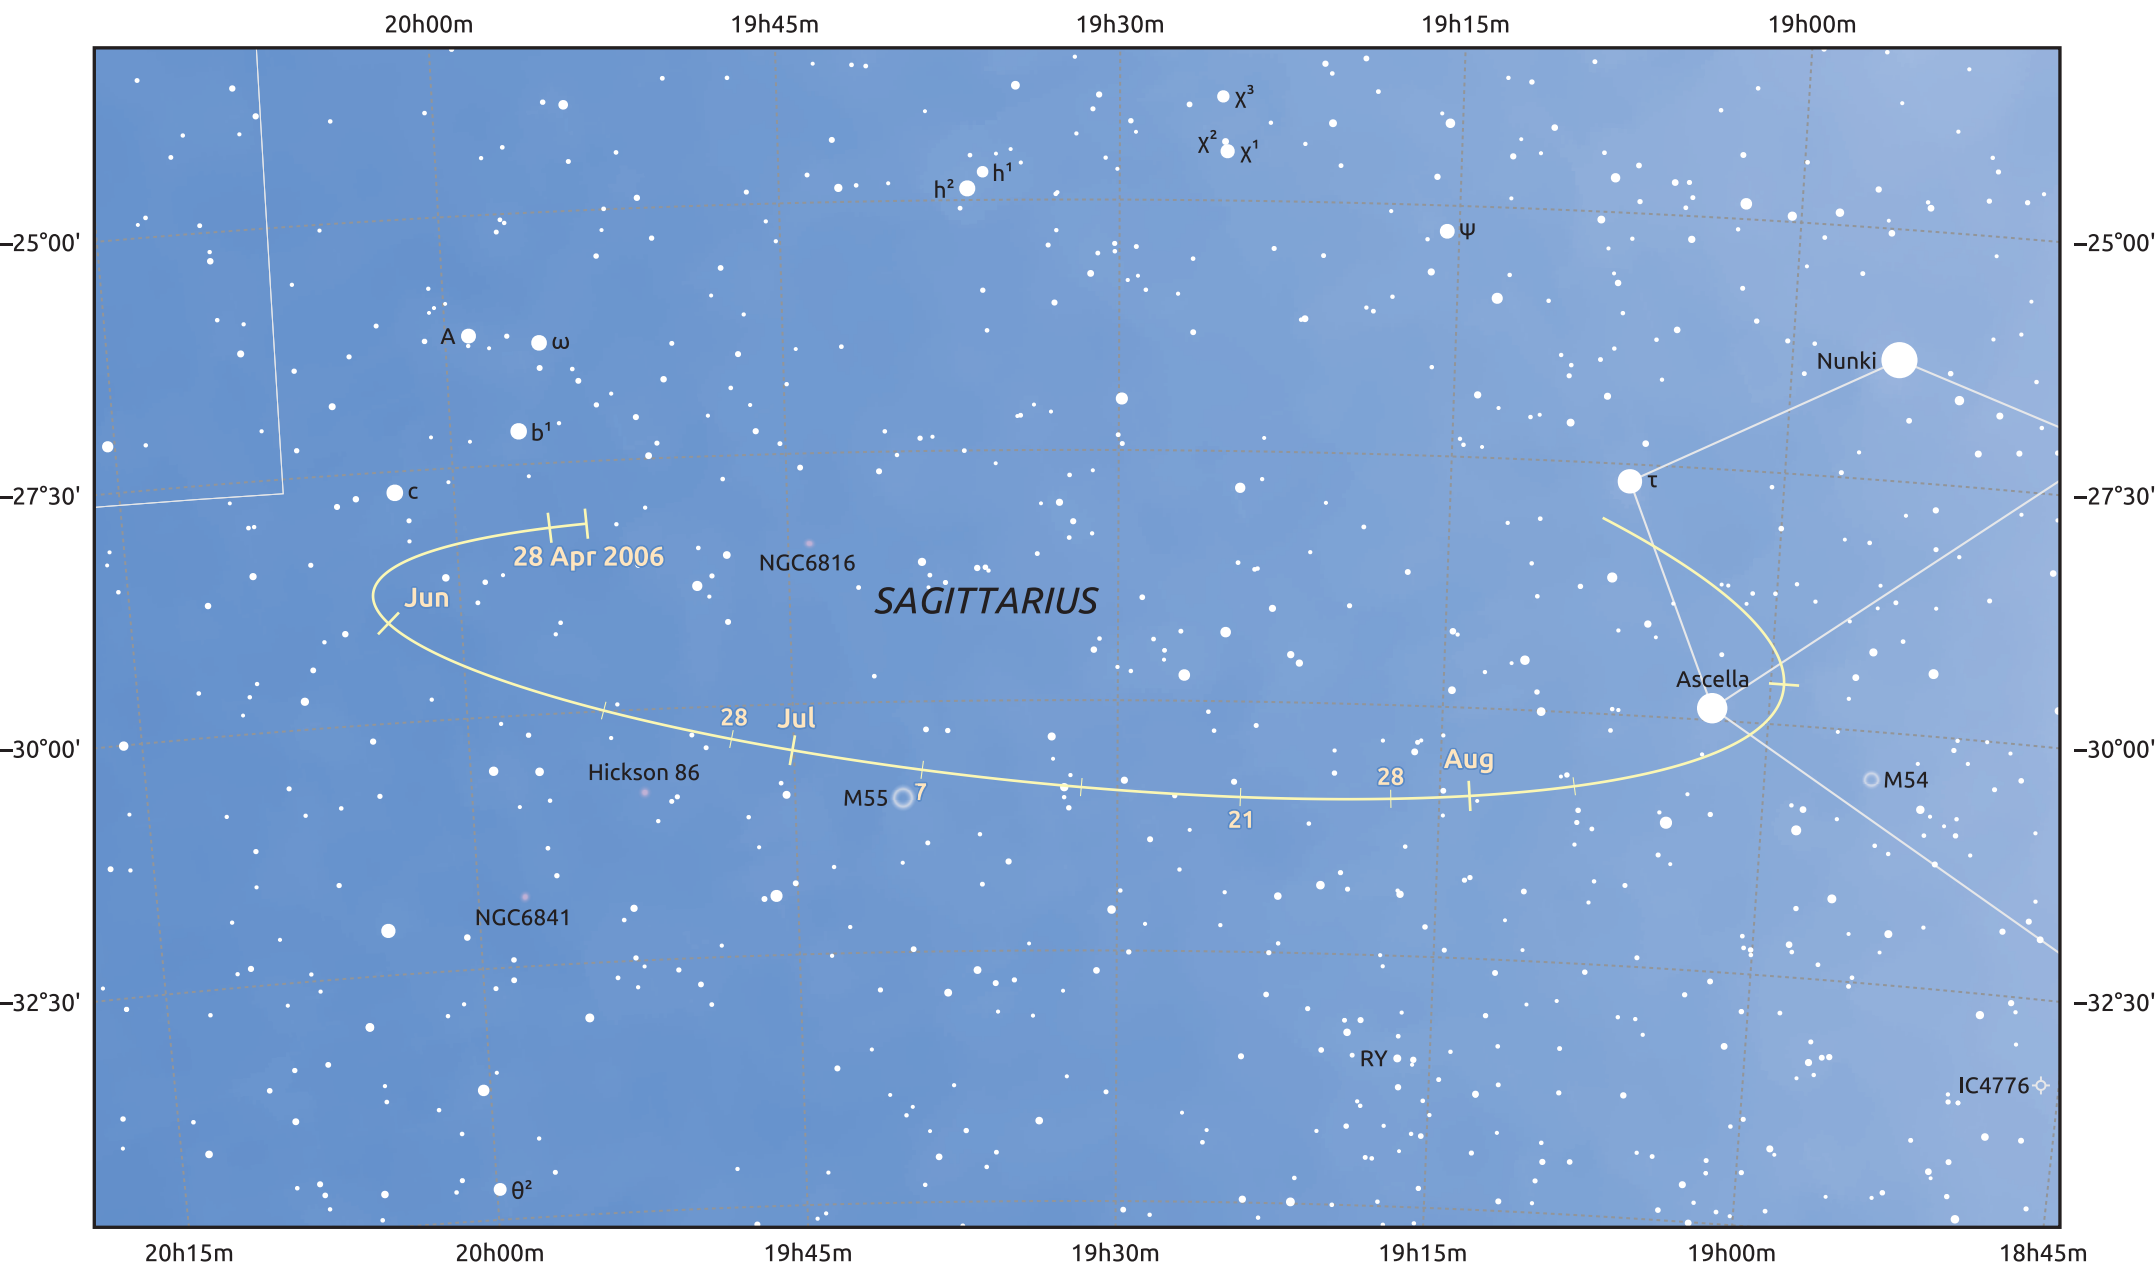 20h00m 19h45m 19h30m 19h15m 19h00m
χ³
χ² χ¹
h¹
h²
ψ
−25°00' −25°00'
A ω
Nunki
b¹
τ
c
−27°30' −27°30'
28 Apr 2006
NGC6816
Jun
SAGITTARIUS
Ascella
28 Jul
−30°00' −30°00'
Aug
Hickson 86
28
M54
M55 7
21
NGC6841
−32°30' −32°30'
RY
IC4776
θ²
20h15m 20h00m 19h45m 19h30m 19h15m 19h00m 18h45m